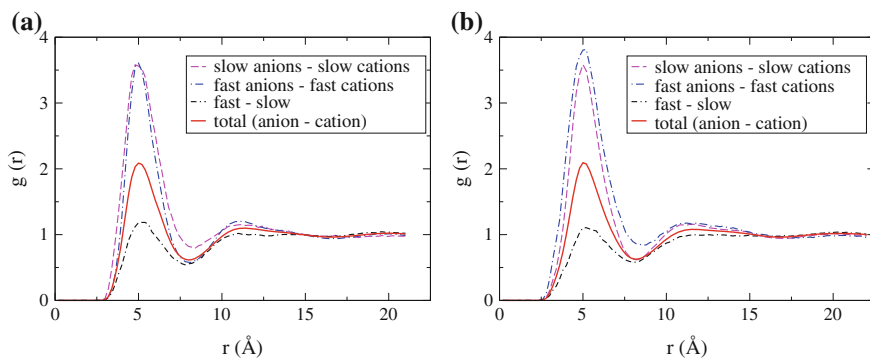 (a)
4
3
2
1
0
g (r)
slow anions - slow cations
fast anions - fast cations
fast - slow
total (anion - cation)
0 5 10 15 20
r (Å)
(b)
4
3
2
1
0
slow anions - slow cations
fast anions - fast cations
fast - slow
total (anion - cation)
0 5 10 15 20
r (Å)